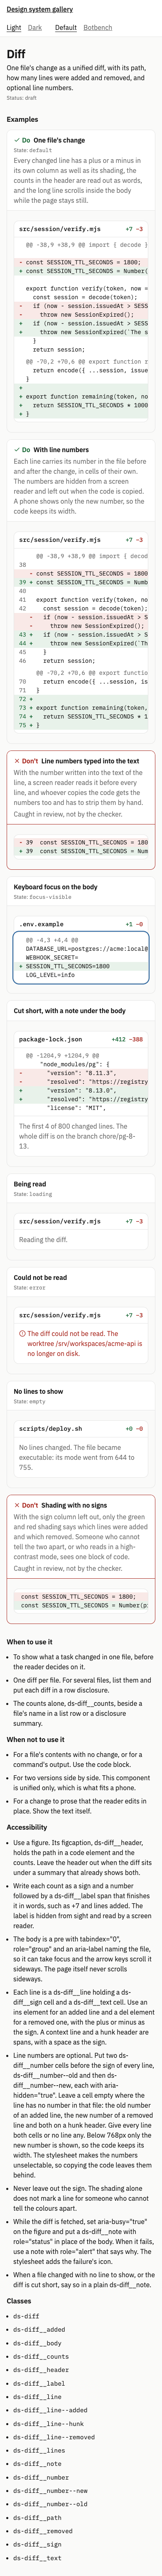 Design system gallery
Light Dark Default Botbench
Diff
One file's change as a unified diff, with its path,
how many lines were added and removed, and
optional line numbers.
Status: draft
Examples
✓ Do One file's change
State: default
Every changed line has a plus or a minus in
its own column as well as its shading, the
counts in the header are read out as words,
and the long line scrolls inside the body
while the page stays still.
src/session/verify.mjs +7 −3
@@ -38,9 +38,9 @@ import { decode }
- const SESSION_TTL_SECONDS = 1800;
+ const SESSION_TTL_SECONDS = Number(
export function verify(token, now =
const session = decode(token);
- if (now - session.issuedAt > SESS
- throw new SessionExpired();
+ if (now - session.issuedAt > SESS
+ throw new SessionExpired(`The s
}
return session;
@@ -70,2 +70,6 @@ export function r
return encode({ ...session, issue
}
+
+ export function remaining(token, no
+ return SESSION_TTL_SECONDS * 1000
+ }
✓ Do With line numbers
Each line carries its number in the file before
and after the change, in cells of their own.
The numbers are hidden from a screen
reader and left out when the code is copied.
A phone shows only the new number, so the
code keeps its width.
src/session/verify.mjs +7 −3
@@ -38,9 +38,9 @@ import { decod
38
- const SESSION_TTL_SECONDS = 1800
39 + const SESSION_TTL_SECONDS = Numb
40
41 export function verify(token, no
42 const session = decode(token);
- if (now - session.issuedAt > S
- throw new SessionExpired();
43 + if (now - session.issuedAt > S
44 + throw new SessionExpired(`Th
45 }
46 return session;
@@ -70,2 +70,6 @@ export functio
70 return encode({ ...session, is
71 }
72 +
73 + export function remaining(token,
74 + return SESSION_TTL_SECONDS * 1
75 + }
✕ Don't Line numbers typed into the text
With the number written into the text of the
line, a screen reader reads it before every
line, and whoever copies the code gets the
numbers too and has to strip them by hand.
Caught in review, not by the checker.
- 39 const SESSION_TTL_SECONDS = 180
+ 39 const SESSION_TTL_SECONDS = Num
Keyboard focus on the body
State: focus-visible
.env.example +1 −0
@@ -4,3 +4,4 @@
DATABASE_URL=postgres://acme:local@
WEBHOOK_SECRET=
+ SESSION_TTL_SECONDS=1800
LOG_LEVEL=info
Cut short, with a note under the body
package-lock.json +412 −388
@@ -1204,9 +1204,9 @@
"node_modules/pg": {
- "version": "8.11.3",
- "resolved": "https://registry
+ "version": "8.13.0",
+ "resolved": "https://registry
"license": "MIT",
The first 4 of 800 changed lines. The
whole diff is on the branch chore/pg-8-
13.
Being read
State: loading
src/session/verify.mjs +7 −3
Reading the diff.
Could not be read
State: error
src/session/verify.mjs +7 −3
The diff could not be read. The
worktree /srv/workspaces/acme-api is
no longer on disk.
No lines to show
State: empty
scripts/deploy.sh +0 −0
No lines changed. The file became
executable: its mode went from 644 to
755.
✕ Don't Shading with no signs
With the sign column left out, only the green
and red shading says which lines were added
and which removed. Someone who cannot
tell the two apart, or who reads in a high-
contrast mode, sees one block of code.
Caught in review, not by the checker.
const SESSION_TTL_SECONDS = 1800;
const SESSION_TTL_SECONDS = Number(p
When to use it
• To show what a task changed in one file, before
the reader decides on it.
• One diff per file. For several files, list them and
put each diff in a row disclosure.
• The counts alone, ds-diff__counts, beside a
file's name in a list row or a disclosure
summary.
When not to use it
• For a file's contents with no change, or for a
command's output. Use the code block.
• For two versions side by side. This component
is unified only, which is what fits a phone.
• For a change to prose that the reader edits in
place. Show the text itself.
Accessibility
• Use a figure. Its figcaption, ds-diff__header,
holds the path in a code element and the
counts. Leave the header out when the diff sits
under a summary that already shows both.
• Write each count as a sign and a number
followed by a ds-diff__label span that finishes
it in words, such as +7 and lines added. The
label is hidden from sight and read by a screen
reader.
• The body is a pre with tabindex="0",
role="group" and an aria-label naming the file,
so it can take focus and the arrow keys scroll it
sideways. The page itself never scrolls
sideways.
• Each line is a ds-diff__line holding a ds-
diff__sign cell and a ds-diff__text cell. Use an
ins element for an added line and a del element
for a removed one, with the plus or minus as
the sign. A context line and a hunk header are
spans, with a space as the sign.
• Line numbers are optional. Put two ds-
diff__number cells before the sign of every line,
ds-diff__number--old and then ds-
diff__number--new, each with aria-
hidden="true". Leave a cell empty where the
line has no number in that file: the old number
of an added line, the new number of a removed
line and both on a hunk header. Give every line
both cells or no line any. Below 768px only the
new number is shown, so the code keeps its
width. The stylesheet makes the numbers
unselectable, so copying the code leaves them
behind.
• Never leave out the sign. The shading alone
does not mark a line for someone who cannot
tell the colours apart.
• While the diff is fetched, set aria-busy="true"
on the figure and put a ds-diff__note with
role="status" in place of the body. When it fails,
use a note with role="alert" that says why. The
stylesheet adds the failure's icon.
• When a file changed with no line to show, or the
diff is cut short, say so in a plain ds-diff__note.
Classes
• ds-diff
• ds-diff__added
• ds-diff__body
• ds-diff__counts
• ds-diff__header
• ds-diff__label
• ds-diff__line
• ds-diff__line--added
• ds-diff__line--hunk
• ds-diff__line--removed
• ds-diff__lines
• ds-diff__note
• ds-diff__number
• ds-diff__number--new
• ds-diff__number--old
• ds-diff__path
• ds-diff__removed
• ds-diff__sign
• ds-diff__text